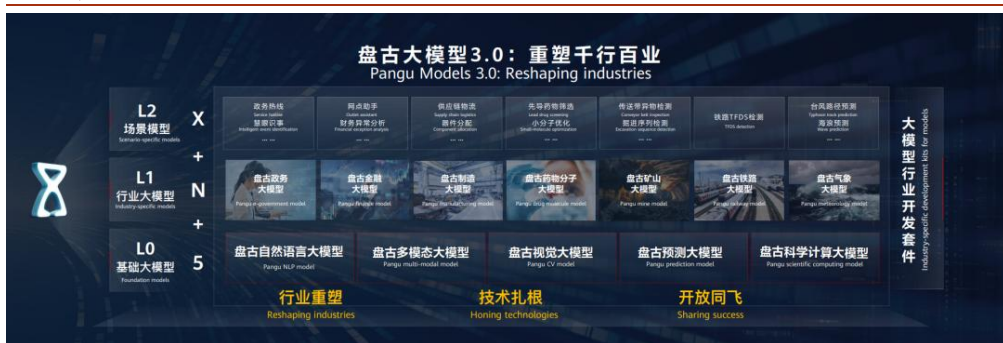 盘古大模型3.0：重塑千行百业
Pangu Models 3.0: Reshaping industries
L2
场景模型
Scenario-specific models
X
政务热线
Service hotline
慧眼识事
Intelligent event identification
... ...
网点助手
Outlet assistant
财务异常分析
Financial exception analysis
... ...
供应链物流
Supply chain logistics
器件分配
Component allocation
... ...
先导药物筛选
Lead drug screening
小分子优化
Small-molecule optimization
... ...
传送带异物检测
Conveyor belt inspection
掘进序列检测
Excavation sequence detection
... ...
铁路TFDS检测
TFDS detection
台风路径预测
Typhoon track prediction
海浪预测
Wave prediction
... ...
+
L1
行业大模型
Industry-specific models
N
盘古政务
大模型
Pangu e-government model
盘古金融
大模型
Pangu finance model
盘古制造
大模型
Pangu manufacturing model
盘古药物分子
大模型
Pangu drug molecule model
盘古矿山
大模型
Pangu mine model
盘古铁路
大模型
Pangu railway model
盘古气象
大模型
Pangu meteorology model
+
L0
基础大模型
Foundation models
5
盘古自然语言大模型
Pangu NLP model
盘古多模态大模型
Pangu multi-modal model
盘古视觉大模型
Pangu CV model
盘古预测大模型
Pangu prediction model
盘古科学计算大模型
Pangu scientific computing model
大模型行业开发套件
Industry-specific development kits for models
行业重塑
Reshaping industries
技术扎根
Honing technologies
开放同飞
Sharing success